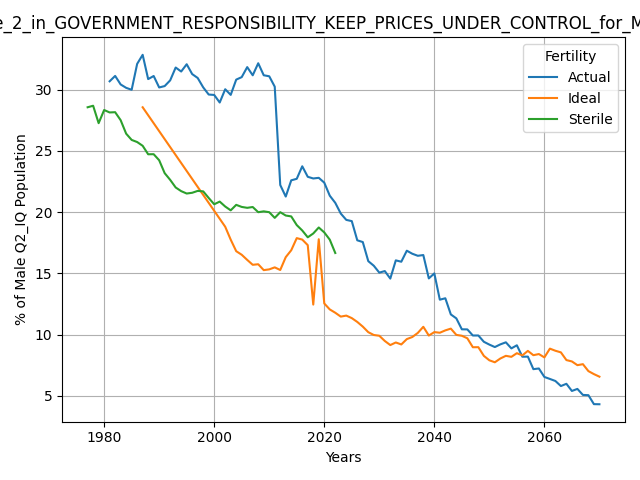 e_2_in_GOVERNMENT_RESPONSIBILITY_KEEP_PRICES_UNDER_CONTROL_for_M
Fertility
Actual
Ideal
Sterile
% of Male Q2_IQ Population
30
25
20
15
10
5
1980 2000 2020 2040 2060
Years